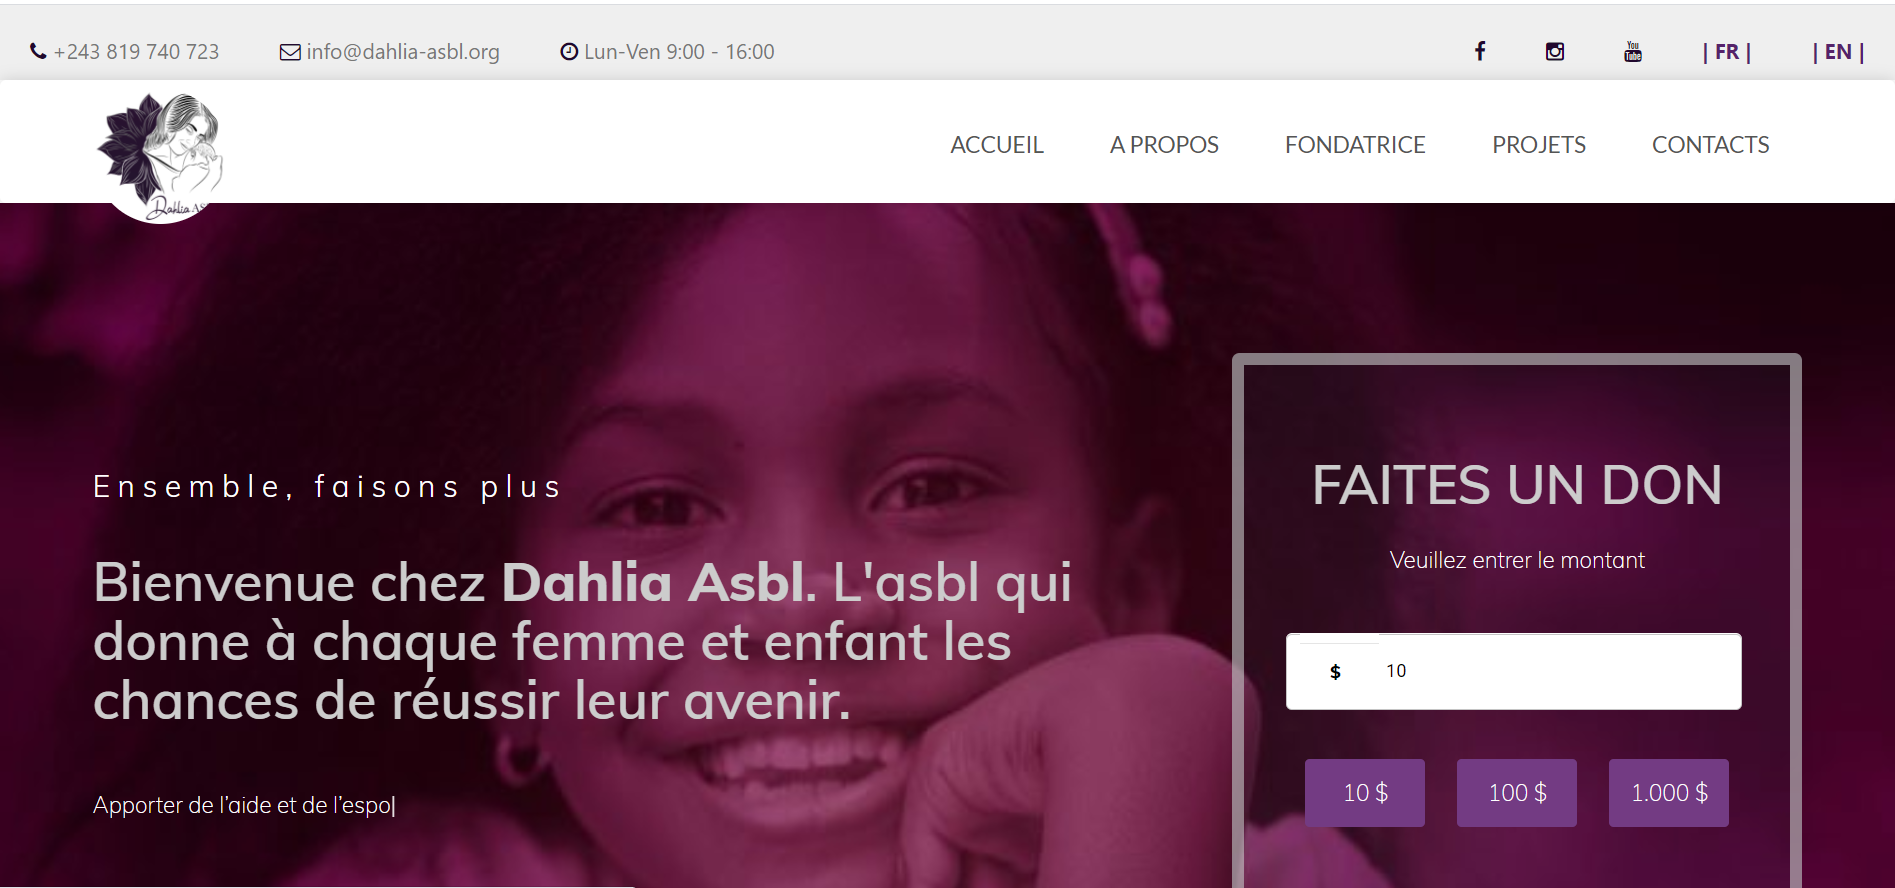 +243 819 740 723
info@dahlia-asbl.org
Lun-Ven 9:00 - 16:00
You
Tube
| FR |
| EN |
Dahlia AS
ACCUEIL
A PROPOS
FONDATRICE
PROJETS
CONTACTS
Ensemble, faisons plus
Bienvenue chez Dahlia Asbl. L'asbl qui
donne à chaque femme et enfant les
chances de réussir leur avenir.
Apporter de l’aide et de l’espo|
FAITES UN DON
Veuillez entrer le montant
$ 10
10 $
100 $
1.000 $